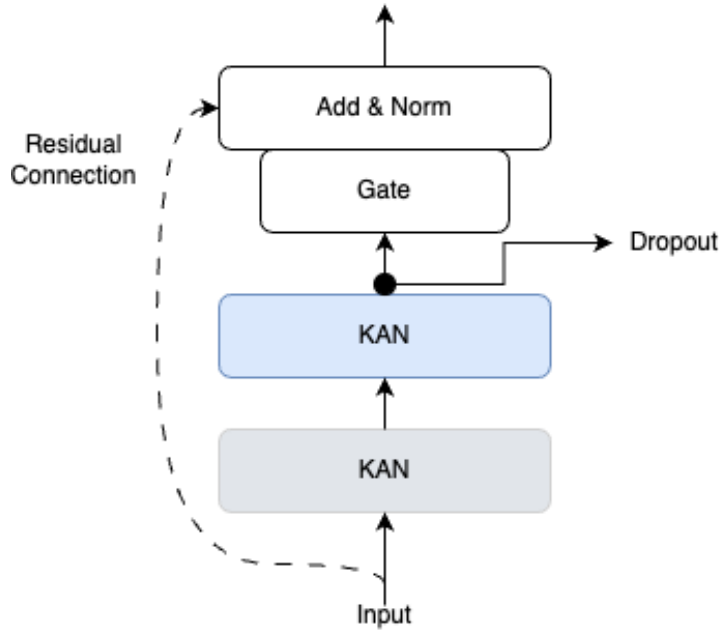 Add & Norm
Residual
Connection
Gate
Dropout
KAN
KAN
Input